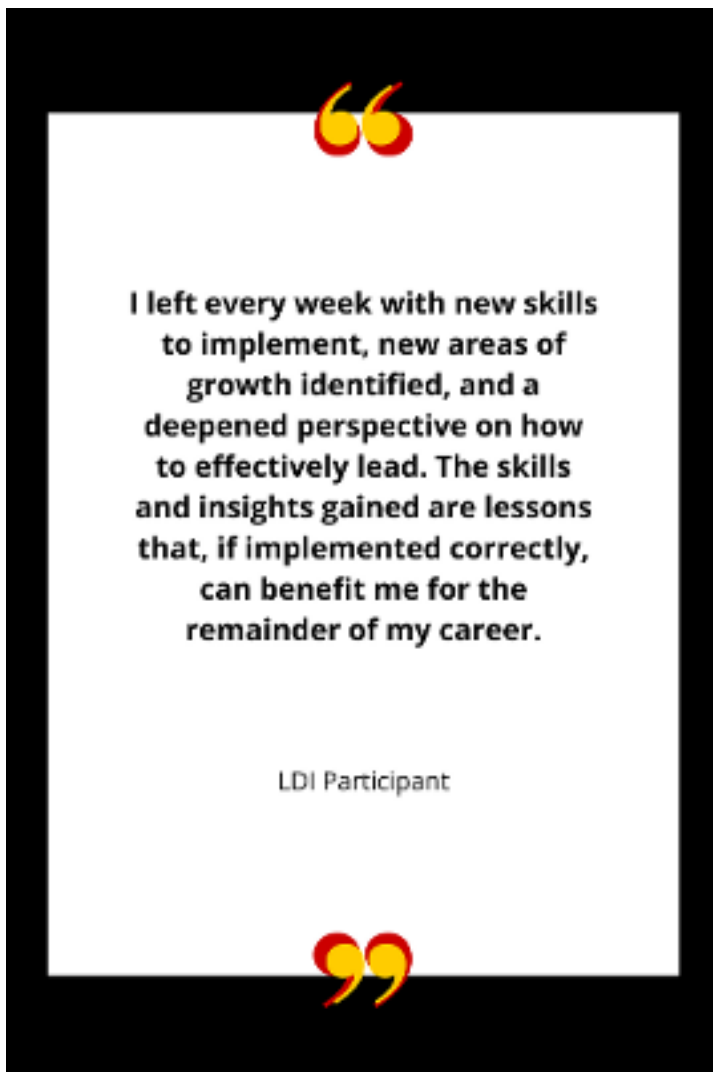 “
I left every week with new skills
to implement, new areas of
growth identified, and a
deepened perspective on how
to effectively lead. The skills
and insights gained are lessons
that, if implemented correctly,
can benefit me for the
remainder of my career.
LDI Participant
”